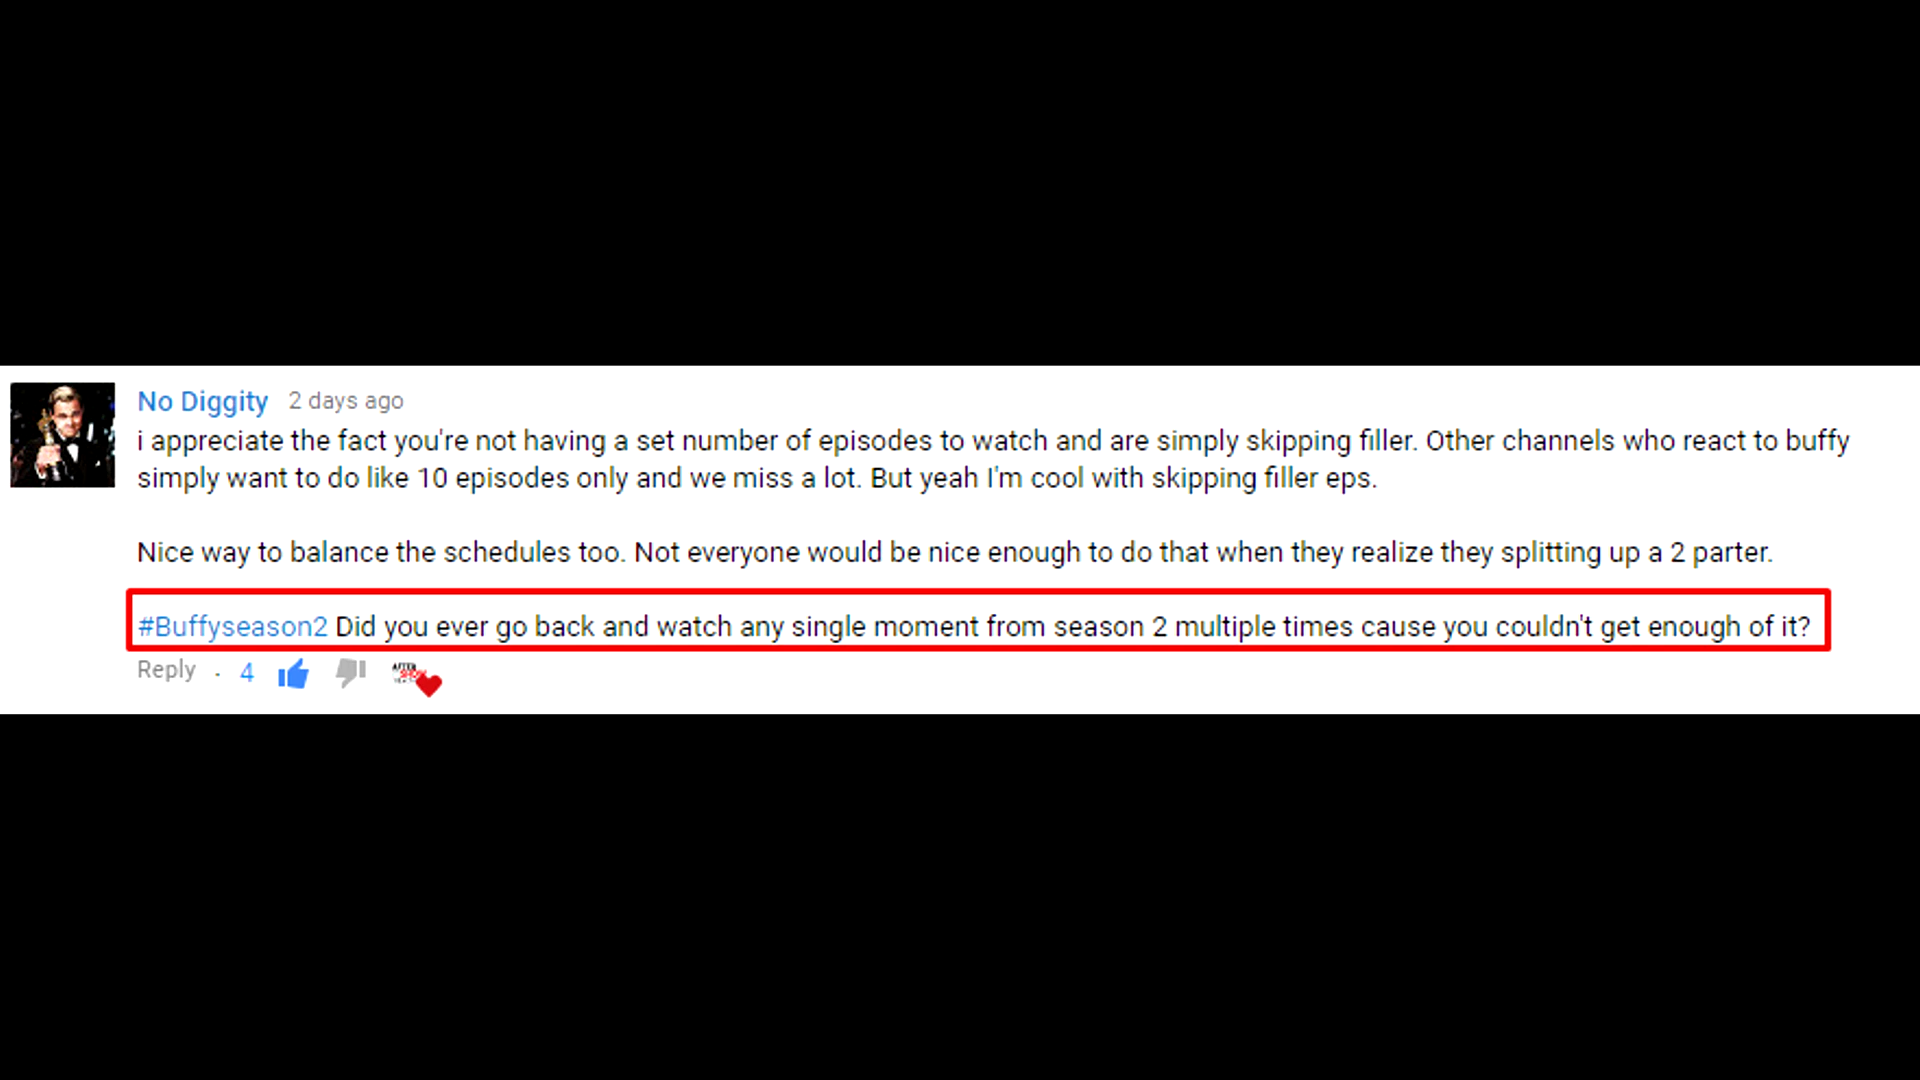 No Diggity 2 days ago
i appreciate the fact you're not having a set number of episodes to watch and are simply skipping filler. Other channels who react to buffy
simply want to do like 10 episodes only and we miss a lot. But yeah I'm cool with skipping filler eps.
Nice way to balance the schedules too. Not everyone would be nice enough to do that when they realize they splitting up a 2 parter.
#Buffyseason2 Did you ever go back and watch any single moment from season 2 multiple times cause you couldn't get enough of it?
Reply · 4
AFTER
SHOW